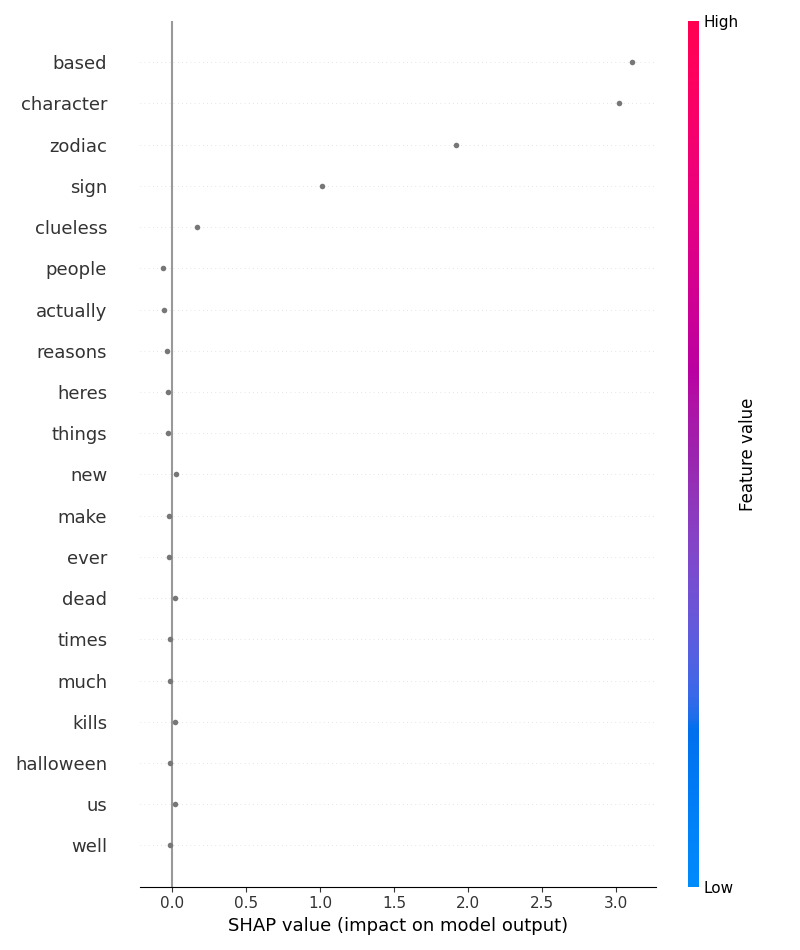 High
based
character
zodiac
sign
clueless
people
actually
reasons
heres
things
new
make
ever
dead
times
much
kills
halloween
us
well
Feature value
Low
0.0 0.5 1.0 1.5 2.0 2.5 3.0
SHAP value (impact on model output)